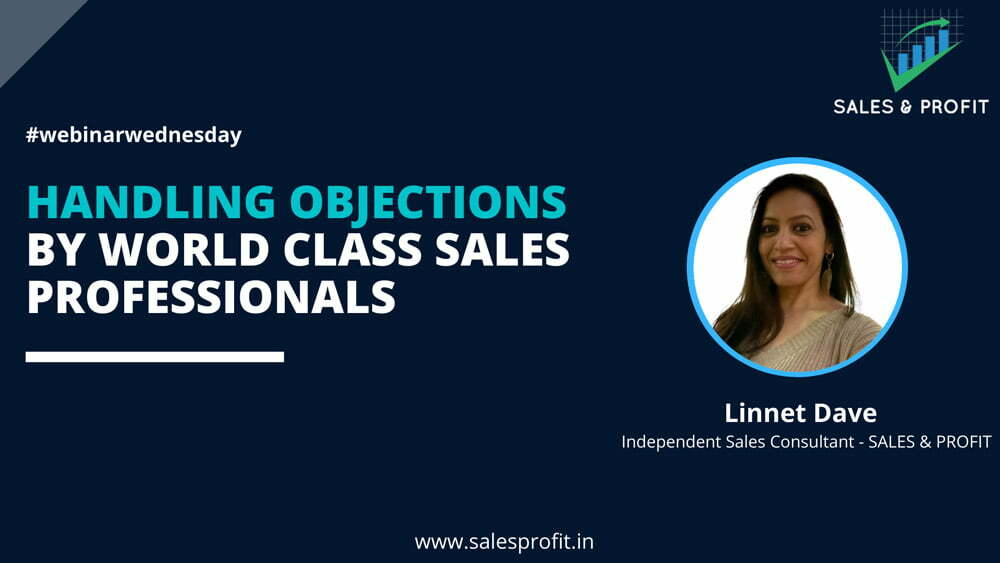 SALES & PROFIT
#webinarwednesday
HANDLING OBJECTIONS
BY WORLD CLASS SALES
PROFESSIONALS
Linnet Dave
Independent Sales Consultant - SALES & PROFIT
www.salesprofit.in